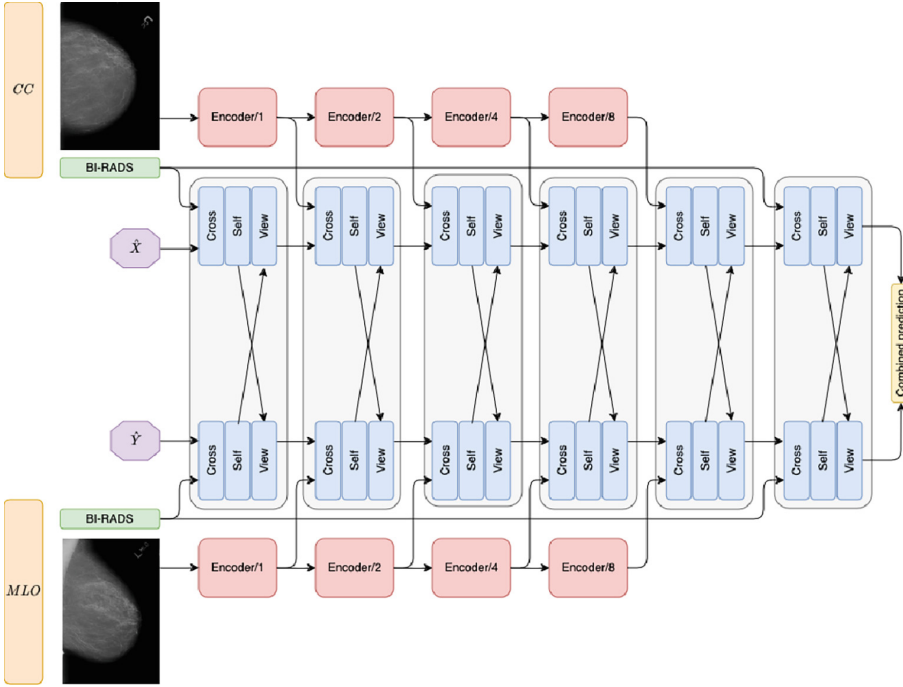 CC
BI-RADS
Encoder/1
Encoder/2
Encoder/4
Encoder/8
Cross
Self
View
Cross
Self
View
Cross
Self
View
Cross
Self
View
Cross
Self
View
Cross
Self
View
X̂
Combined prediction
Ŷ
Cross
Self
View
Cross
Self
View
Cross
Self
View
Cross
Self
View
Cross
Self
View
Cross
Self
View
BI-RADS
MLO
Encoder/1
Encoder/2
Encoder/4
Encoder/8